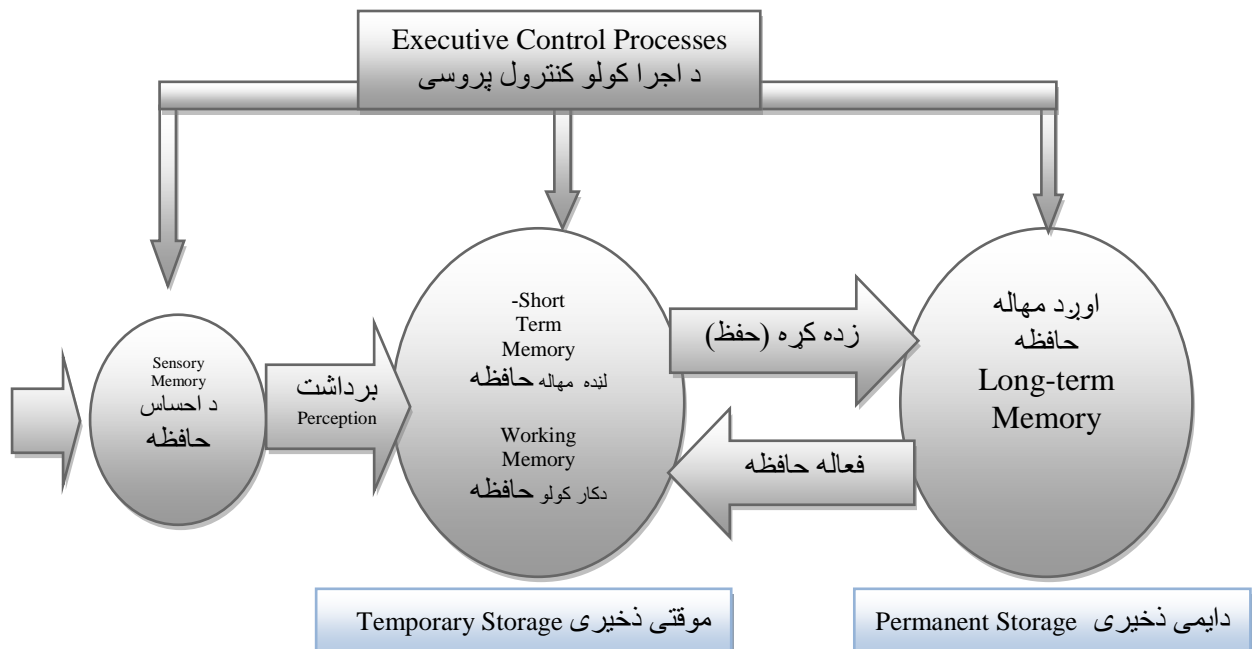 Executive Control Processes
د اجرا کولو کنترول پروسی
Sensory
Memory
د احساس
حافظه
برداشت
Perception
-Short
Term
Memory
لنډه مهاله حافظه
Working
Memory
دکار کولو حافظه
زده کړه (حفظ)
فعاله حافظه
اوږد مهاله
حافظه
Long-term
Memory
موقتی ذخیری Temporary Storage
دایمی ذخیری Permanent Storage